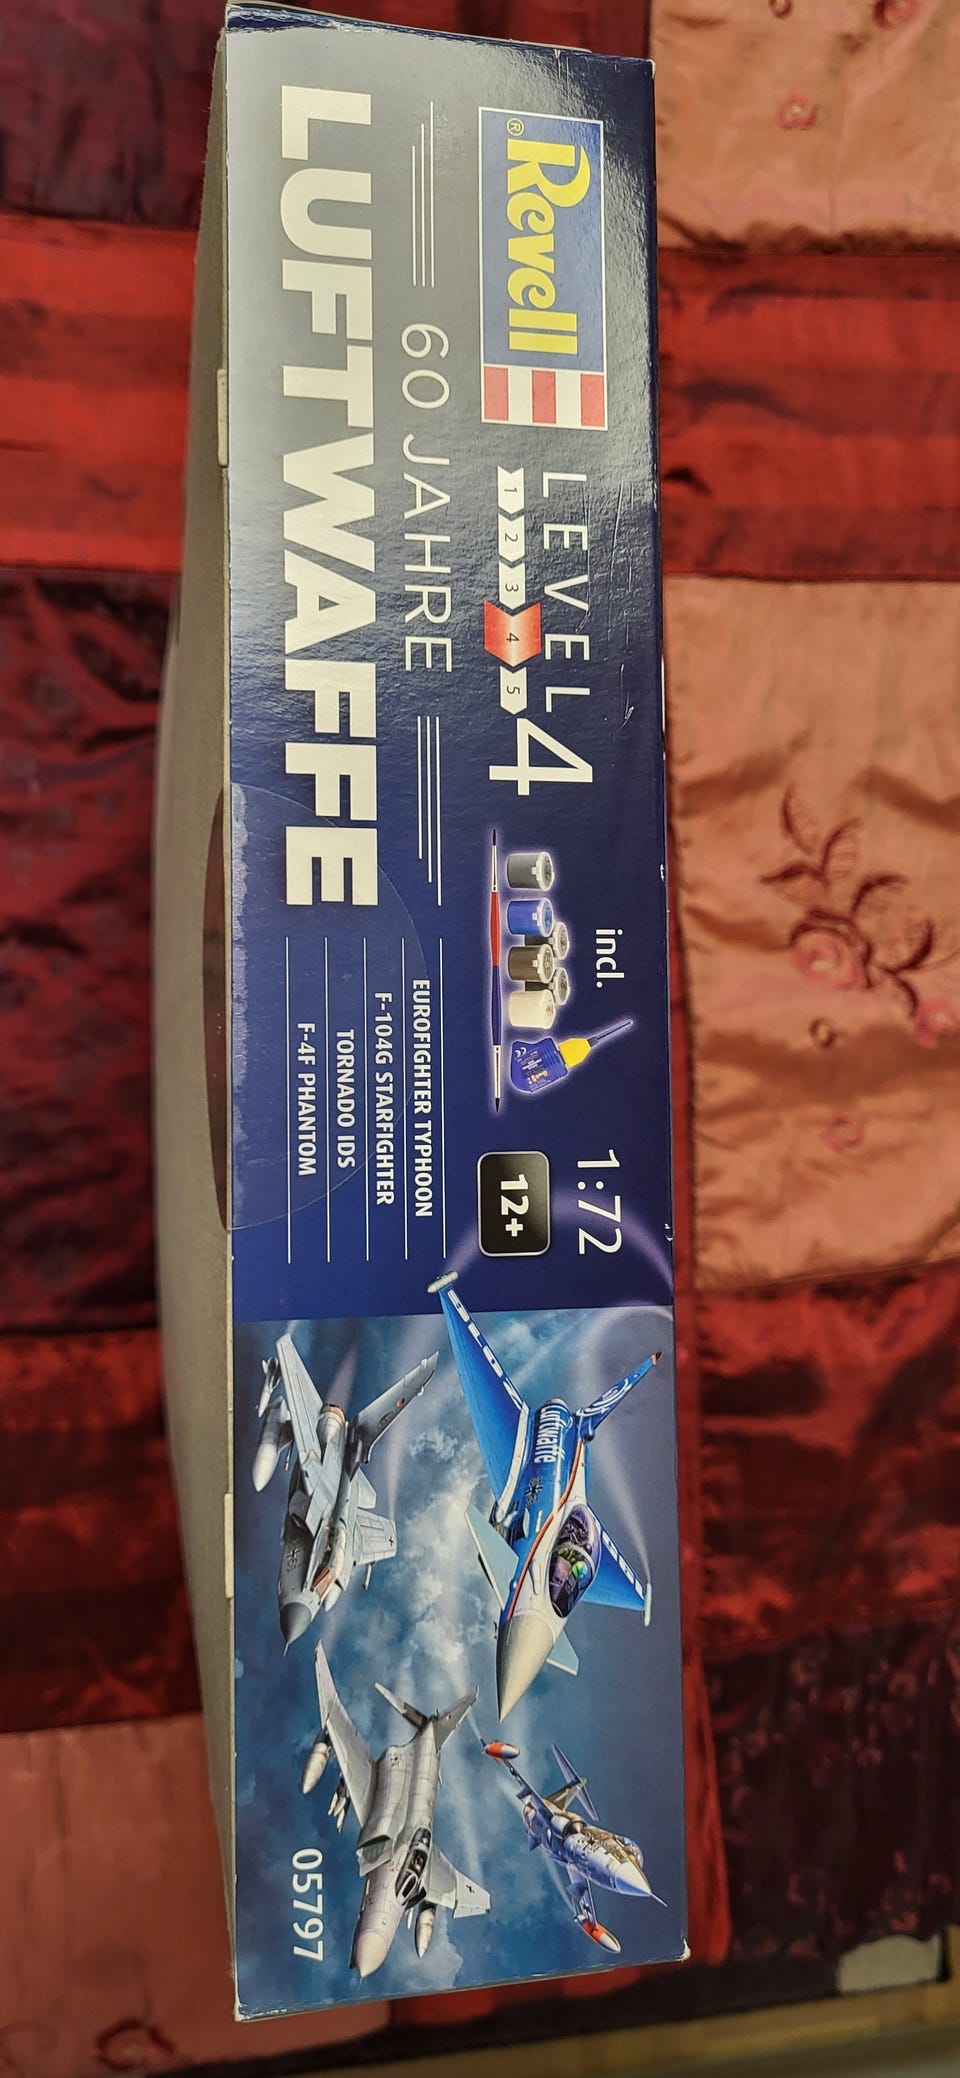 Revell®
LEVEL 4
1 2 3 4 5
incl.
1:72
12+
60 JAHRE
LUFTWAFFE
EUROFIGHTER TYPHOON
F-104G STARFIGHTER
TORNADO IDS
F-4F PHANTOM
Luftwaffe
05797